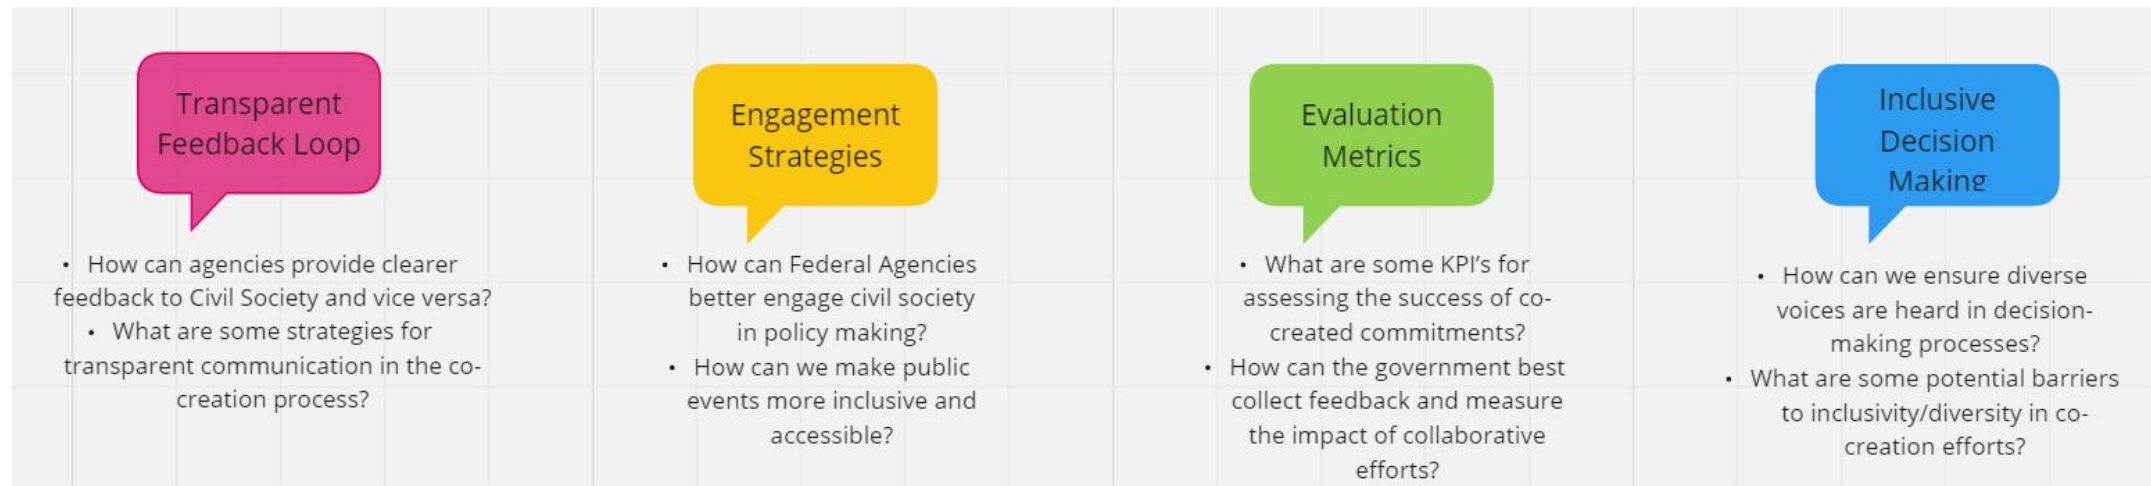 Transparent
Feedback Loop
• How can agencies provide clearer
feedback to Civil Society and vice versa?
• What are some strategies for
transparent communication in the co-
creation process?
Engagement
Strategies
• How can Federal Agencies
better engage civil society
in policy making?
• How can we make public
events more inclusive and
accessible?
Evaluation
Metrics
• What are some KPI’s for
assessing the success of co-
created commitments?
• How can the government best
collect feedback and measure
the impact of collaborative
efforts?
Inclusive
Decision
Making
• How can we ensure diverse
voices are heard in decision-
making processes?
• What are some potential barriers
to inclusivity/diversity in co-
creation efforts?